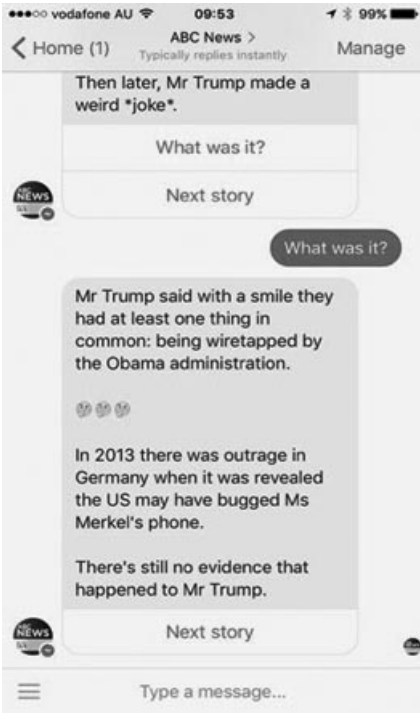 vodafone AU 09:53 99%
Home (1) ABC News > Manage
Typically replies instantly
Then later, Mr Trump made a
weird *joke*.
What was it?
NEWS
Next story
What was it?
Mr Trump said with a smile they
had at least one thing in
common: being wiretapped by
the Obama administration.
In 2013 there was outrage in
Germany when it was revealed
the US may have bugged Ms
Merkel's phone.
There's still no evidence that
happened to Mr Trump.
NEWS
Next story
Type a message...